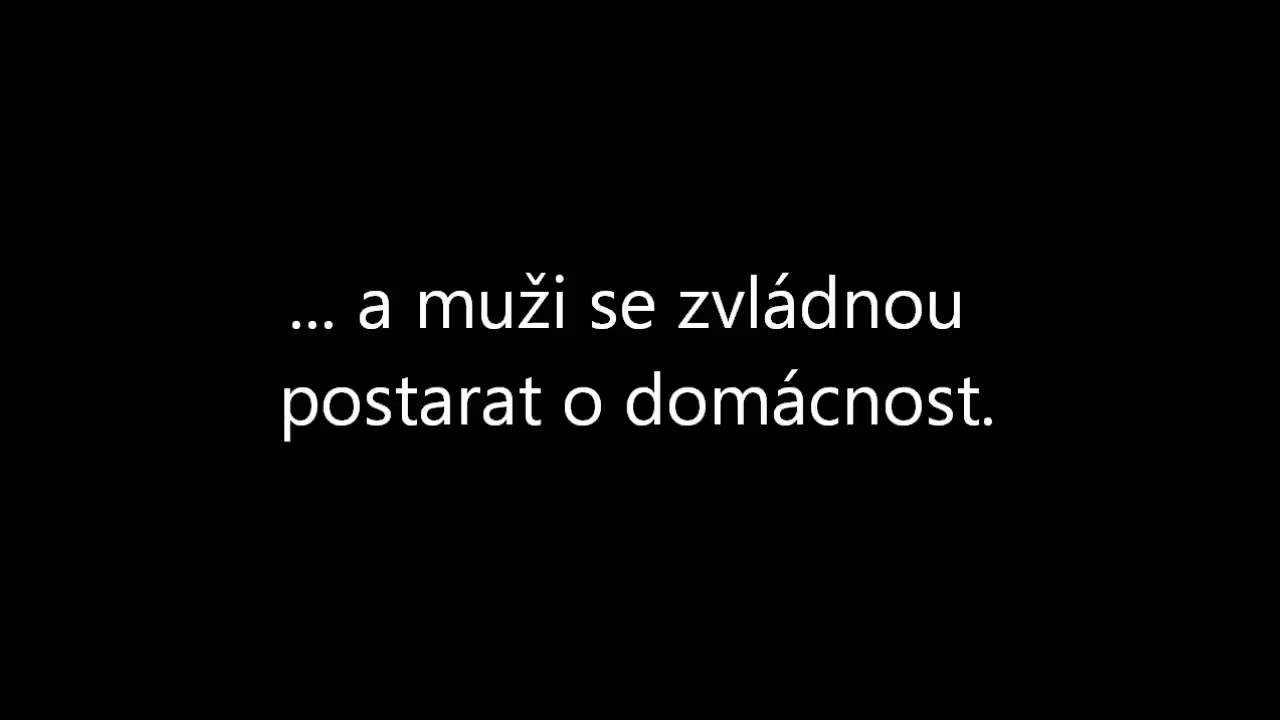 ... a muži se zvládnou
postarat o domácnost.